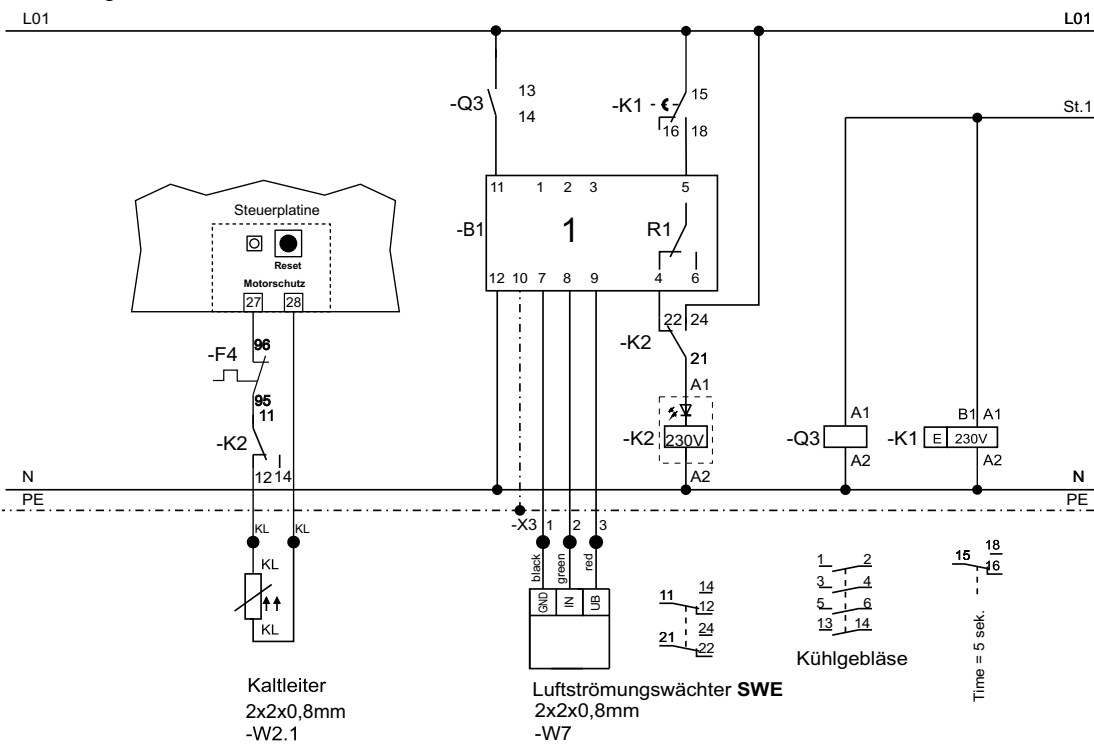 L01 L01
13
-Q3
14
-K1
15
16 18
St.1
11 1 2 3 5
-B1 1 R1
12 10 7 8 9 4 6
Steuerplatine
Reset
Motorschutz
27 28
96
-F4
95
11
-K2
12 14
22 24
-K2
21
A1
-K2 230V
A2
A1
-Q3
A2
B1 A1
-K1 E 230V
A2
N N
PE PE
KL KL
KL
KL
-X3 1 2 3
black green red
GND IN UB
14
11 12
24
21 22
1 2
3 4
5 6
13 14
Kühlgebläse
18
15 16
Time = 5 sek.
Kaltleiter
2x2x0,8mm
-W2.1
Luftströmungswächter SWE
2x2x0,8mm
-W7